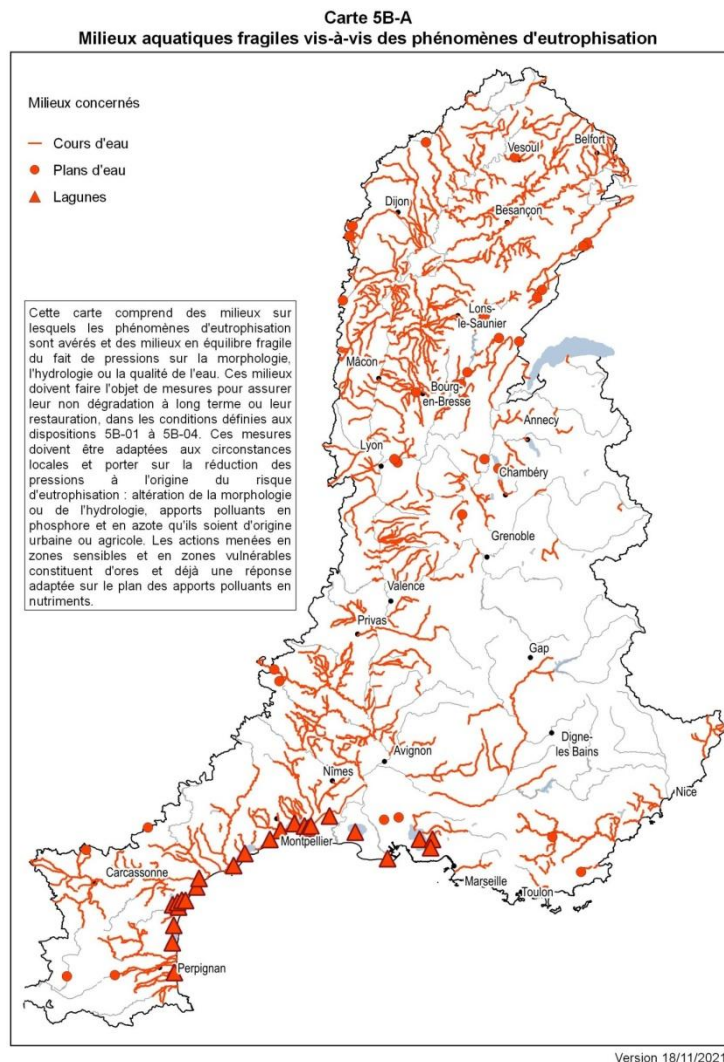 Carte 5B-A
Milieux aquatiques fragiles vis-à-vis des phénomènes d'eutrophisation
Milieux concernés
Cours d'eau
Plans d'eau
Lagunes
Cette carte comprend des milieux sur
lesquels les phénomènes d'eutrophisation
sont avérés et des milieux en équilibre fragile
du fait de pressions sur la morphologie,
l'hydrologie ou la qualité de l'eau. Ces milieux
doivent faire l'objet de mesures pour assurer
leur non dégradation à long terme ou leur
restauration, dans les conditions définies aux
dispositions 5B-01 à 5B-04. Ces mesures
doivent être adaptées aux circonstances
locales et porter sur la réduction des
pressions à l'origine du risque
d'eutrophisation : altération de la morphologie
ou de l'hydrologie, apports polluants en
phosphore et en azote qu'ils soient d'origine
urbaine ou agricole. Les actions menées en
zones sensibles et en zones vulnérables
constituent d'ores et déjà une réponse
adaptée sur le plan des apports polluants en
nutriments.
Vesoul
Belfort
Dijon
Besançon
Lons-
le-Saunier
Mâcon
Bourg-
en-Bresse
Annecy
Lyon
Chambéry
Grenoble
Valence
Privas
Gap
Digne-
les Bains
Avignon
Nîmes
Nice
Montpellier
Carcassonne
Marseille
Toulon
Perpignan
Version 18/11/2021